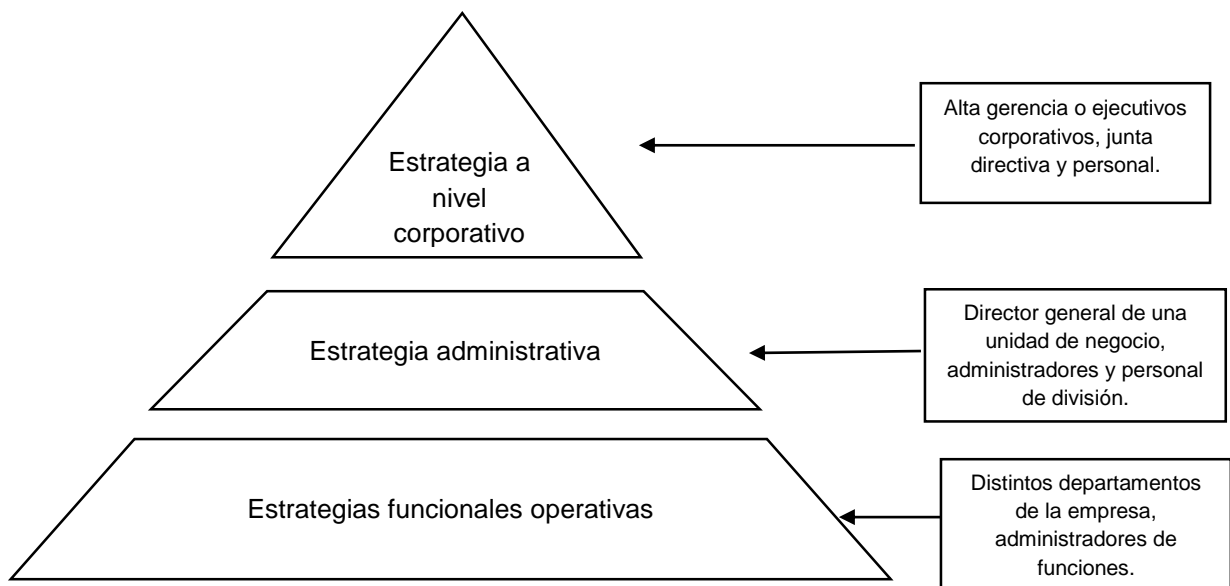 Estrategia a
nivel
corporativo
Alta gerencia o ejecutivos
corporativos, junta
directiva y personal.
Estrategia administrativa
Director general de una
unidad de negocio,
administradores y personal
de división.
Estrategias funcionales operativas
Distintos departamentos
de la empresa,
administradores de
funciones.